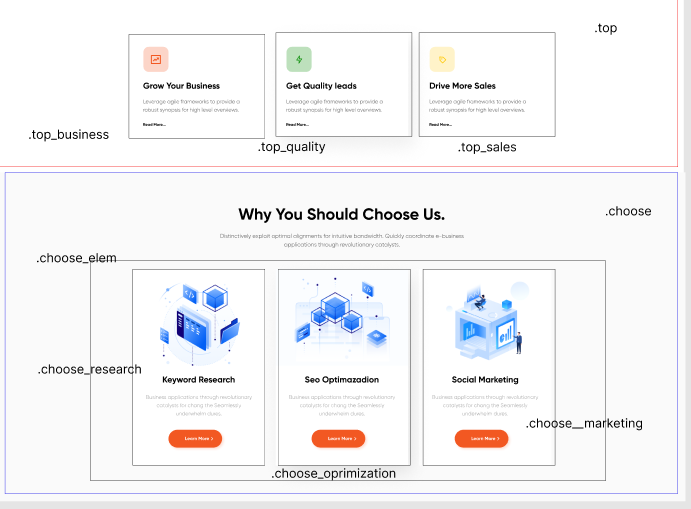 .top
Grow Your Business
Leverage agile frameworks to provide a
robust synopsis for high level overviews.
Read More...
Get Quality leads
Leverage agile frameworks to provide a
robust synopsis for high level overviews.
Read More...
Drive More Sales
Leverage agile frameworks to provide a
robust synopsis for high level overviews.
Read More...
.top_business
.top_quality
.top_sales
.choose
Why You Should Choose Us.
Distinctively exploit optimal alignments for intuitive bandwidth. Quickly coordinate e-business
applications through revolutionary catalysts.
.choose_elem
.choose_research
Keyword Research
Business applications through revolutionary
catalysts for chang the Seamlessly
underwhelm dures.
Learn More >
Seo Optimazadion
Business applications through revolutionary
catalysts for chang the Seamlessly
underwhelm dures.
Learn More >
Social Marketing
Business applications through revolutionary
catalysts for chang the Seamlessly
underwhelm dures.
Learn More >
.choose__marketing
.choose_oprimization